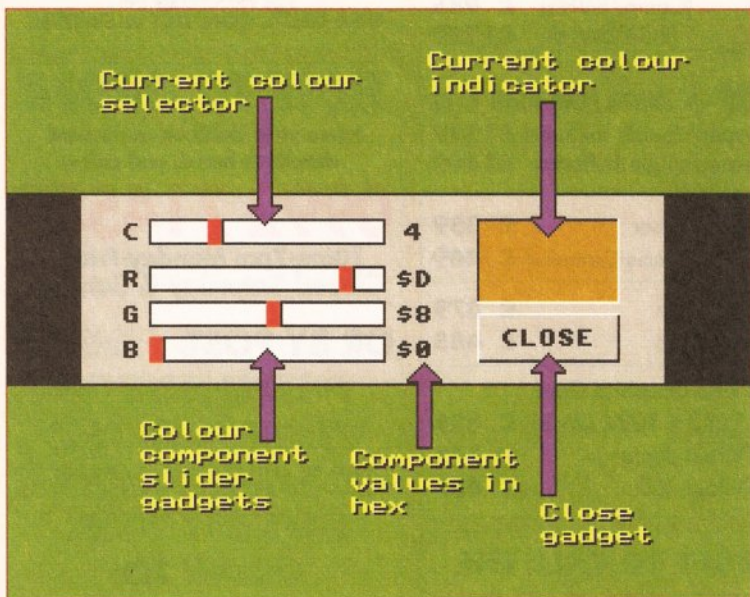 Current colour
selector
Current colour
indicator
C 4
R $D
G $8
B $0
CLOSE
Colour
component
slider
gadgets
Component
values in
hex
Close
gadget